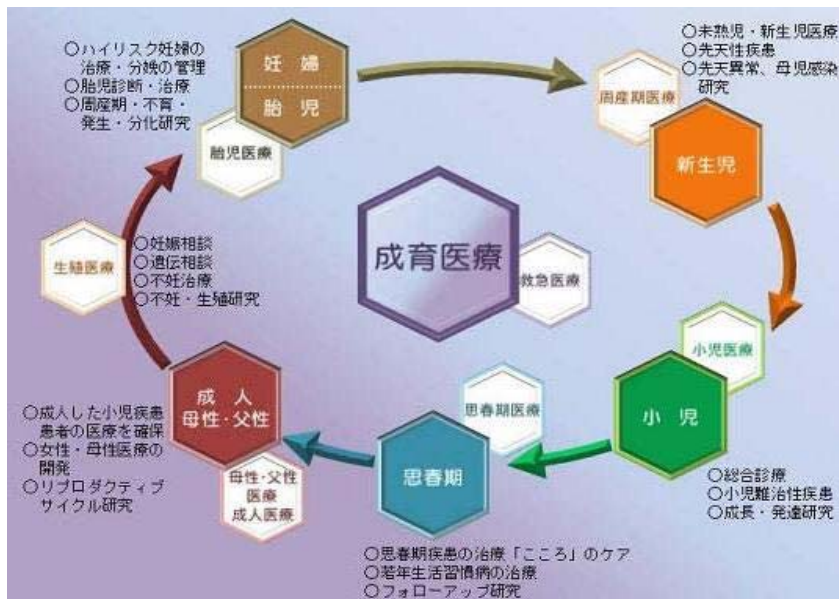 ○ハイリスク妊婦の
治療・分娩の管理
○胎児診断・治療
○周産期・不育・
発生・分化研究
妊婦
胎児
胎児医療
○未熟児・新生児医療
○先天性疾患
○先天異常、母児感染
研究
周産期医療
新生児
成育医療
救急医療
生殖医療
○妊娠相談
○遺伝相談
○不妊治療
○不妊・生殖研究
小児医療
小児
○総合診療
○小児難治性疾患
○成長・発達研究
思春期医療
思春期
○思春期疾患の治療「こころ」のケア
○若年生活習慣病の治療
○フォローアップ研究
成人
母性・父性
母性・父性
医療
成人医療
○成人した小児疾患
患者の医療を確保
○女性・母性医療の
開発
○リプロダクティブ
サイクル研究